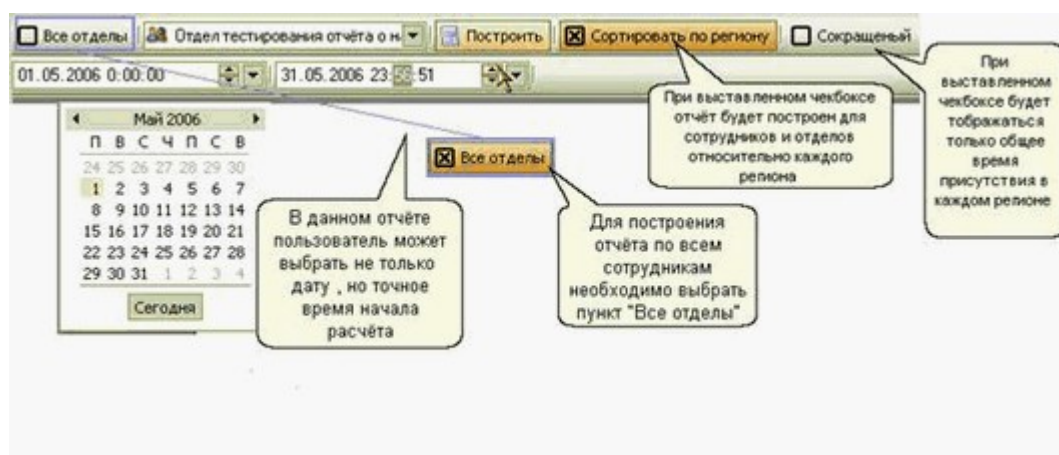 Все отделы Отдел тестирования отчёта о н Построить Сортировать по региону Сокращеный
01.05.2006 0:00:00 31.05.2006 23: :51
Май 2006
П В С Ч П С В
24 25 26 27 28 29 30
1 2 3 4 5 6 7
8 9 10 11 12 13 14
15 16 17 18 19 20 21
22 23 24 25 26 27 28
29 30 31 1 2 3 4
Сегодня
В данном отчёте
пользователь может
выбрать не только
дату , но точное
время начала
расчёта
Все отделы
Для построения
отчёта по всем
сотрудникам
необходимо выбрать
пункт "Все отделы"
При выставленном чекбоксе
отчёт будет построен для
сотрудников и отделов
относительно каждого
региона
При
выставленном
чекбоксе будет
тображаться
только общее
время
присутствия в
каждом регионе